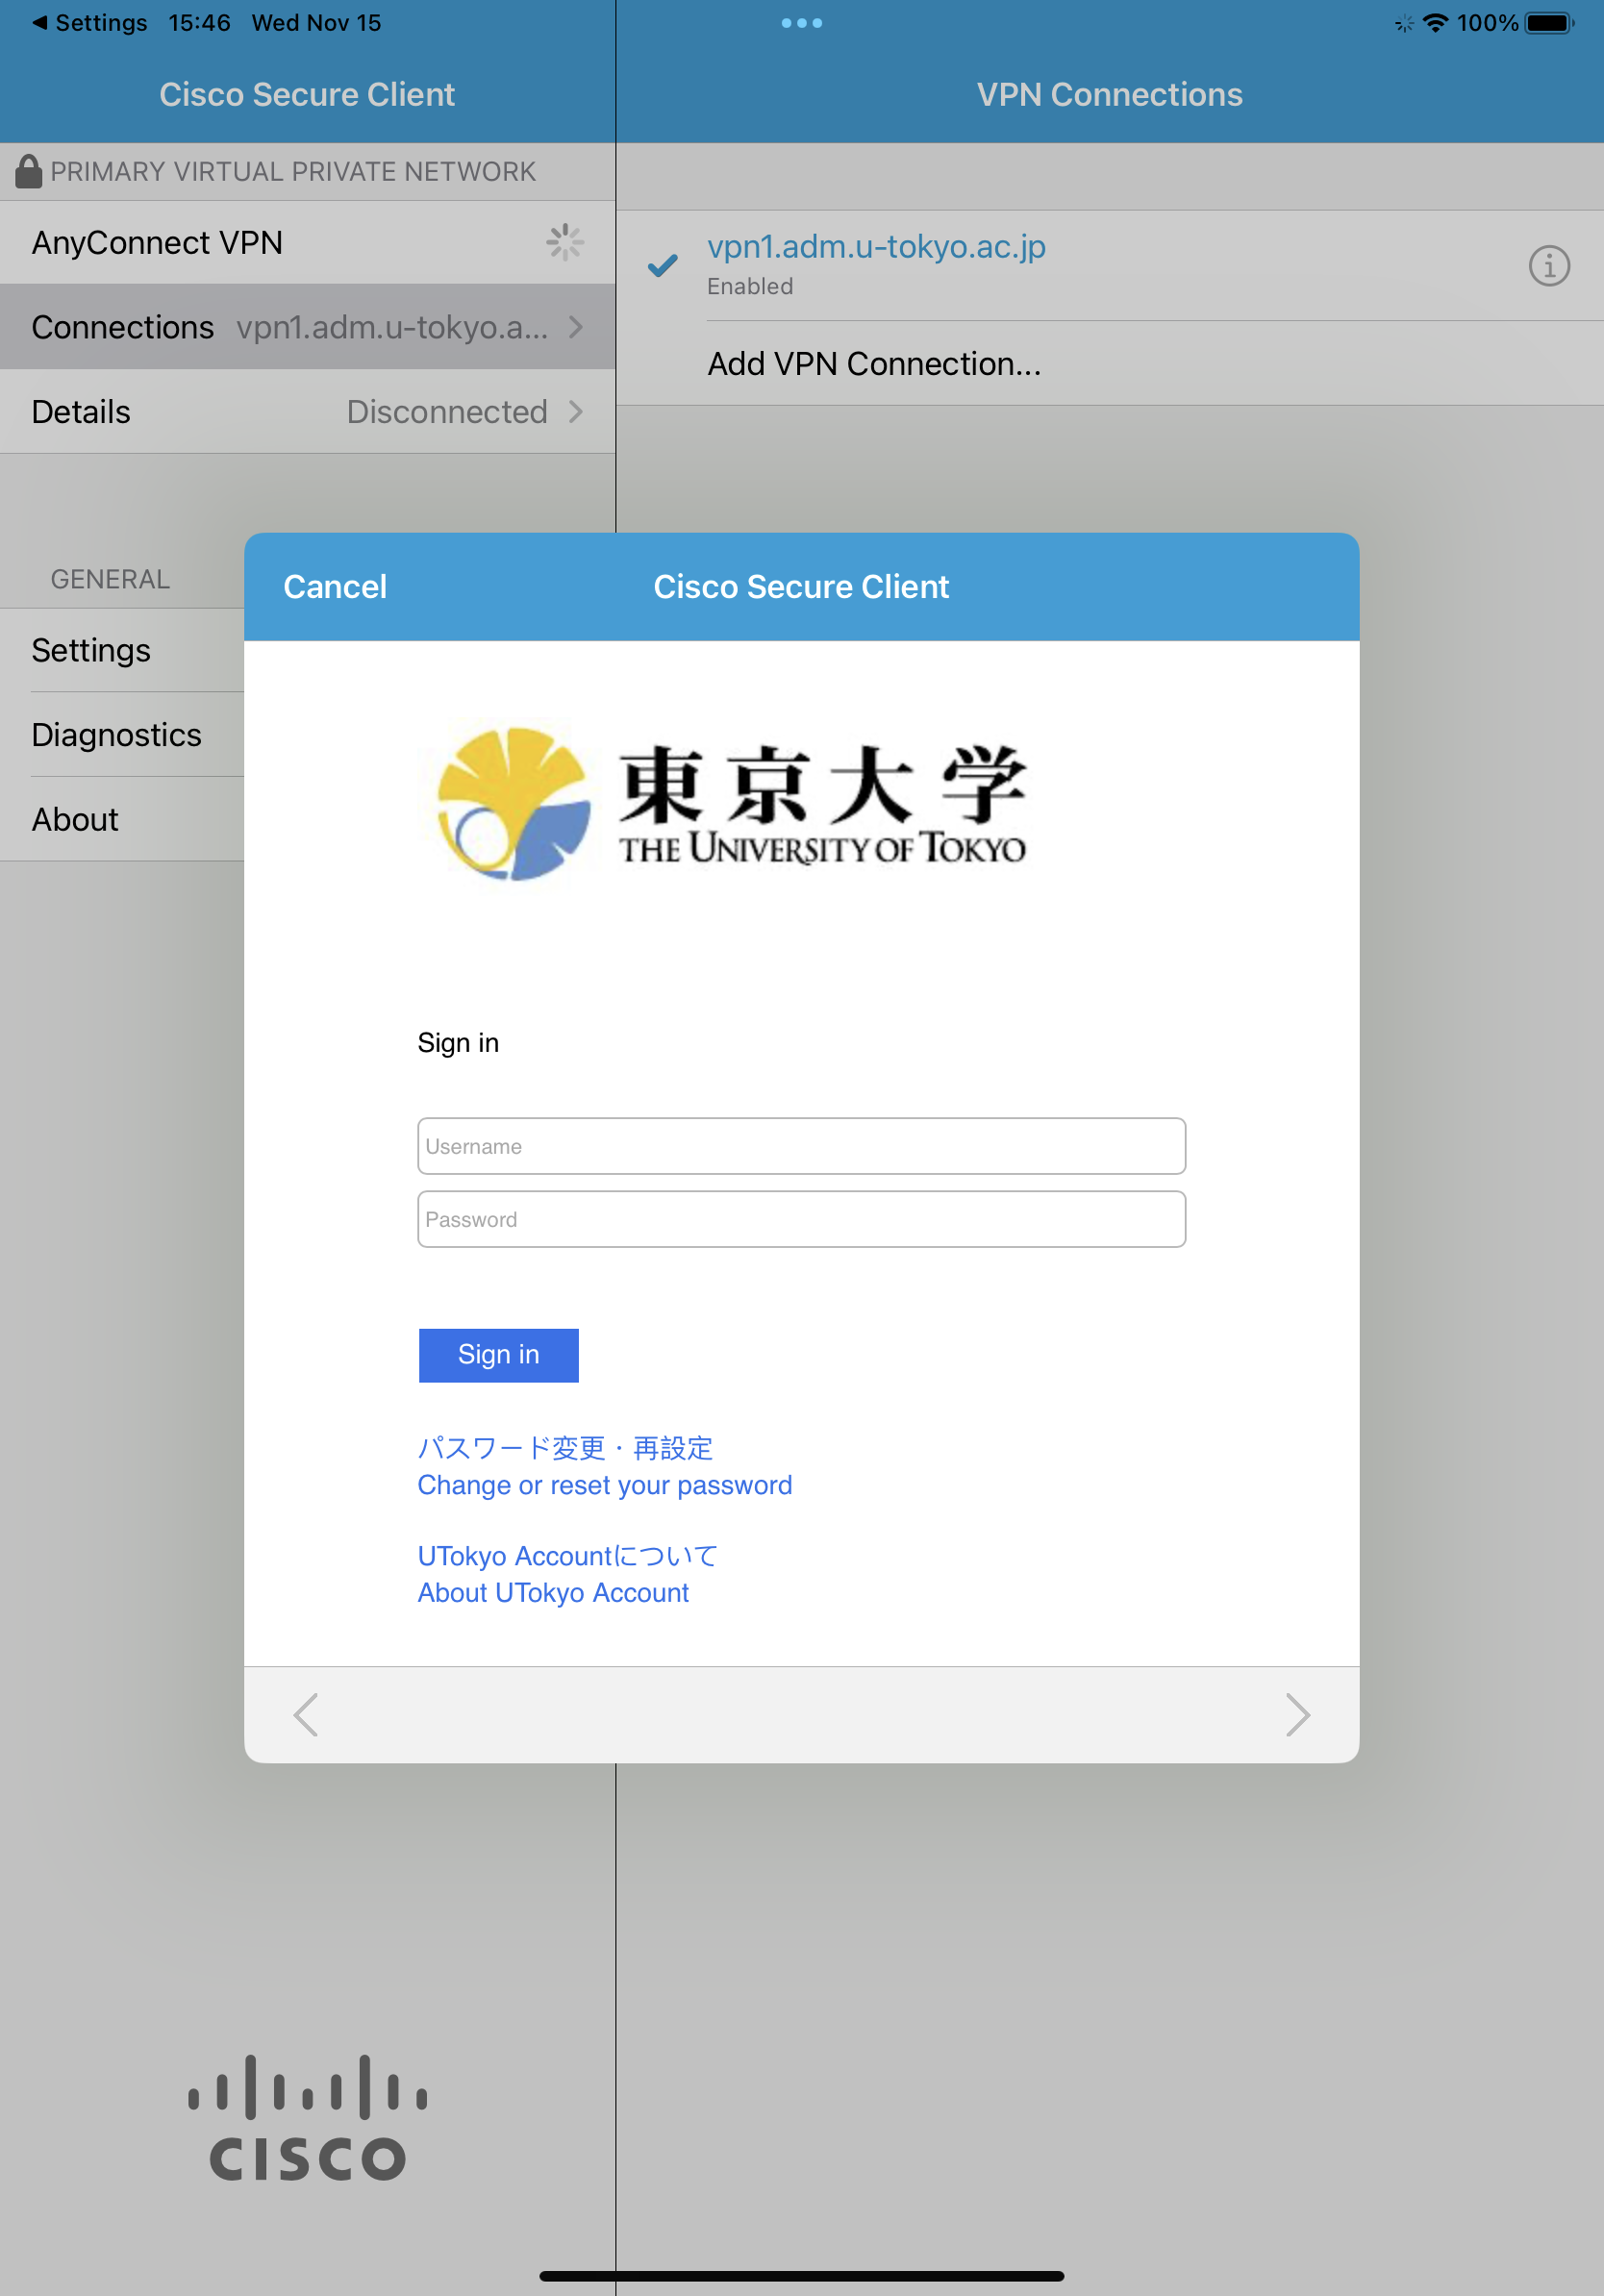 Settings 15:46 Wed Nov 15
100%
Cisco Secure Client
VPN Connections
PRIMARY VIRTUAL PRIVATE NETWORK
AnyConnect VPN
Connections vpn1.adm.u-tokyo.a...
Details Disconnected
vpn1.adm.u-tokyo.ac.jp
Enabled
Add VPN Connection...
GENERAL
Settings
Diagnostics
About
Cancel Cisco Secure Client
東京大学
THE UNIVERSITY OF TOKYO
Sign in
Username
Password
Sign in
パスワード変更・再設定
Change or reset your password
UTokyo Accountについて
About UTokyo Account
CISCO